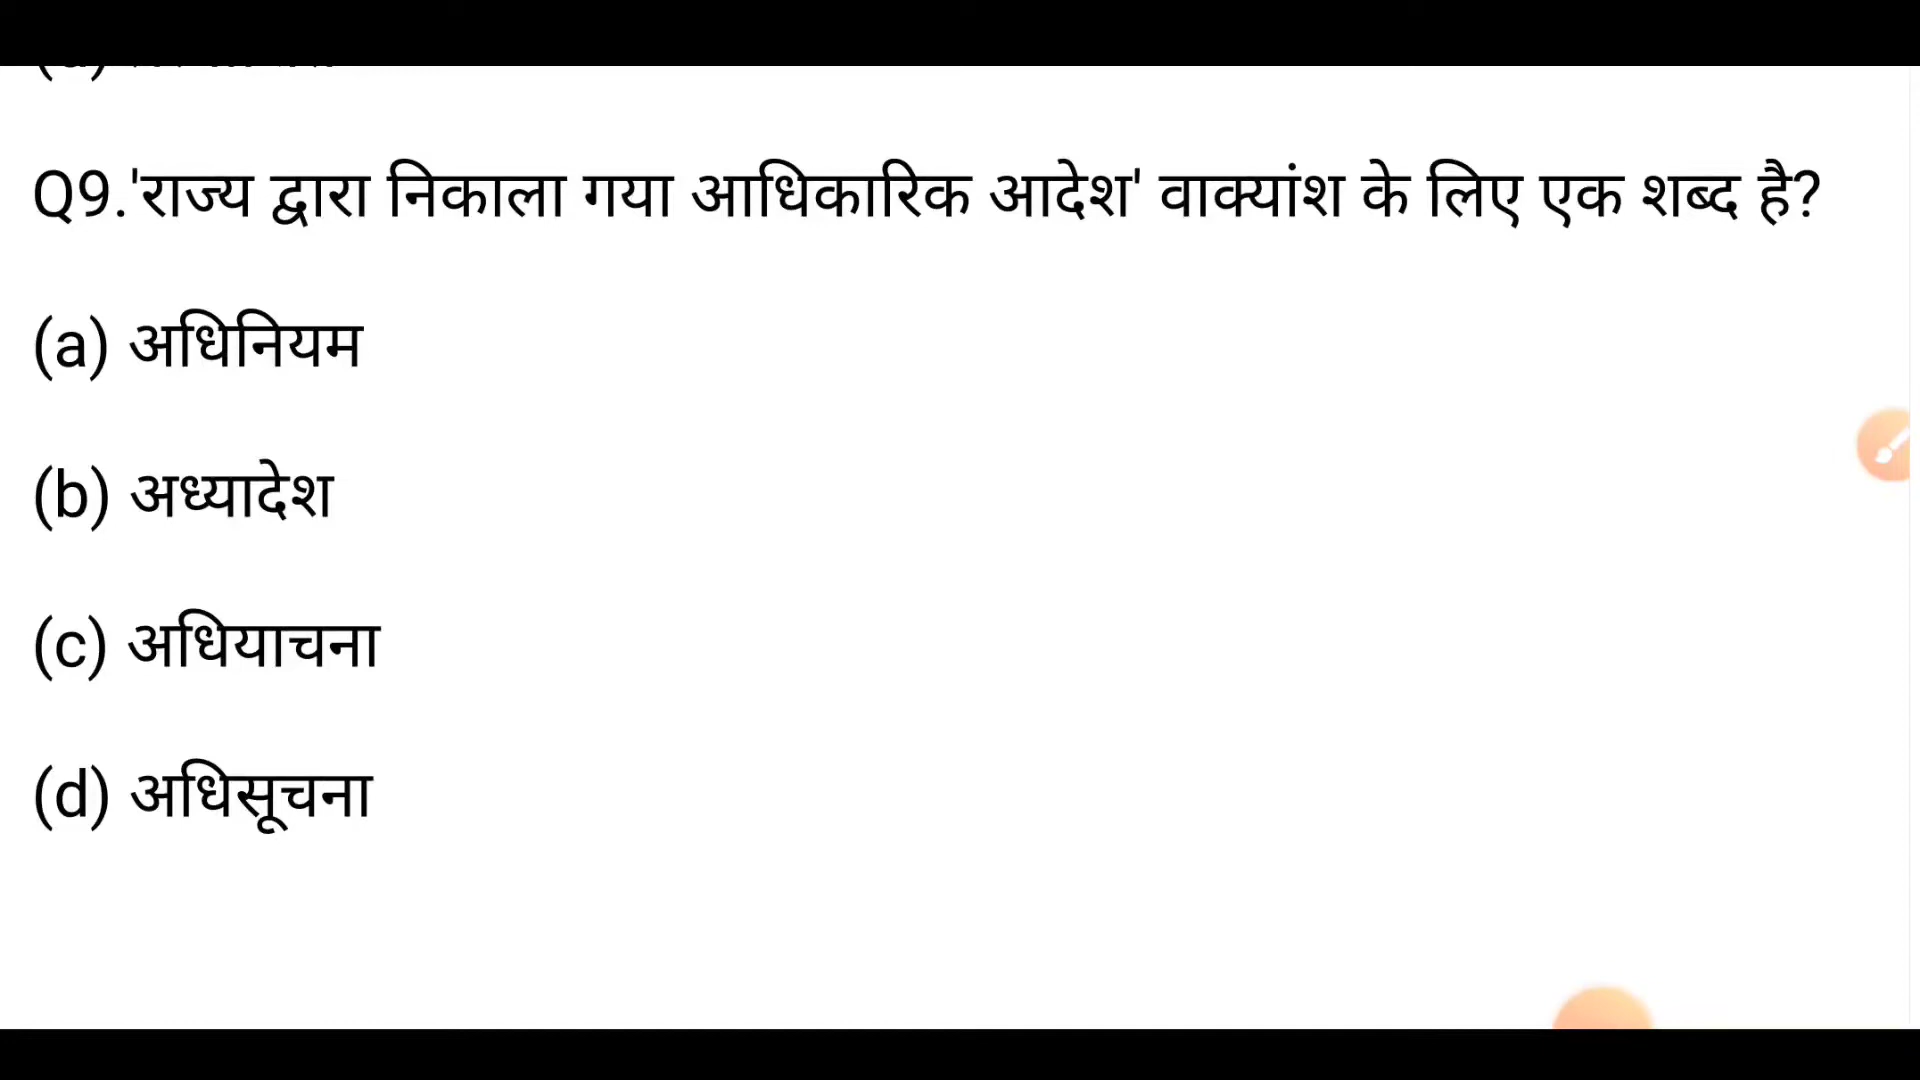 Q9.'राज्य द्वारा निकाला गया आधिकारिक आदेश' वाक्यांश के लिए एक शब्द है?
(a) अधिनियम
(b) अध्यादेश
(c) अधियाचना
(d) अधिसूचना